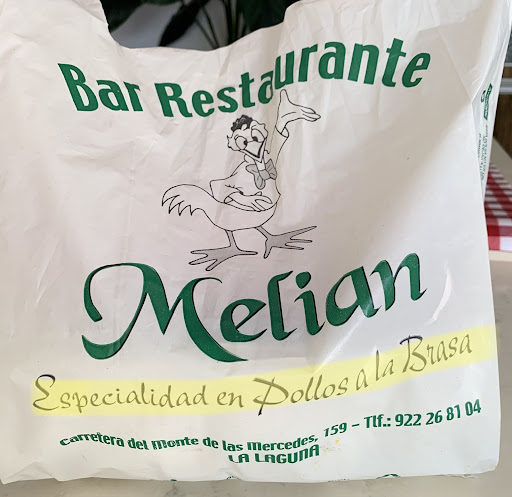 Bar Restaurante
Melian
Especialidad en Pollos a la Brasa
carretera del monte de las mercedes, 159 - Tlf.: 922 26 81 04
LA LAGUNA